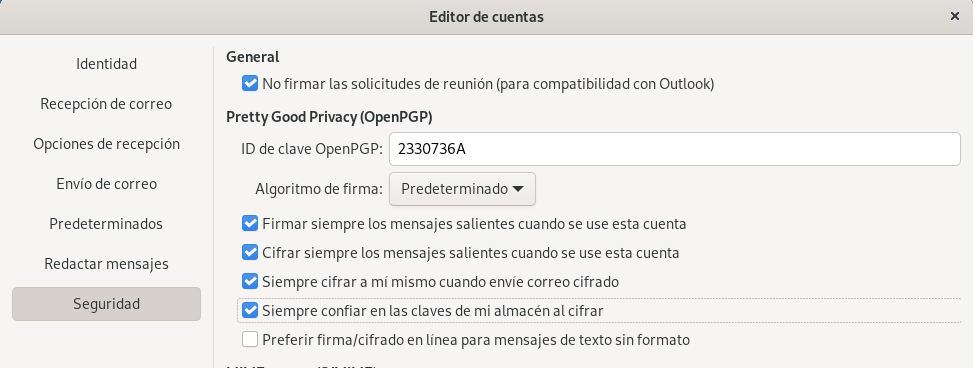 Editor de cuentas
Identidad
Recepción de correo
Opciones de recepción
Envío de correo
Predeterminados
Redactar mensajes
Seguridad
General
No firmar las solicitudes de reunión (para compatibilidad con Outlook)
Pretty Good Privacy (OpenPGP)
ID de clave OpenPGP: 2330736A
Algoritmo de firma: Predeterminado
Firmar siempre los mensajes salientes cuando se use esta cuenta
Cifrar siempre los mensajes salientes cuando se use esta cuenta
Siempre cifrar a mí mismo cuando envíe correo cifrado
Siempre confiar en las claves de mi almacén al cifrar
Preferir firma/cifrado en línea para mensajes de texto sin formato